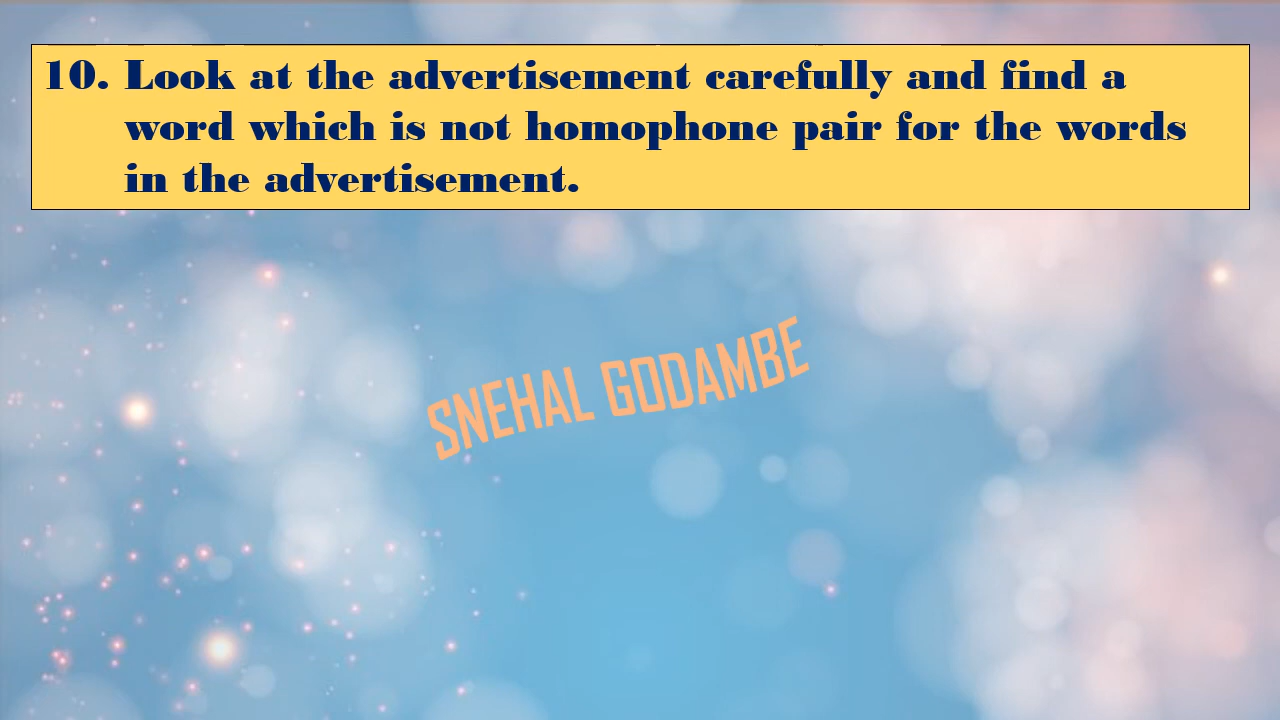 10. Look at the advertisement carefully and find a
word which is not homophone pair for the words
in the advertisement.
SNEHAL GODAMBE